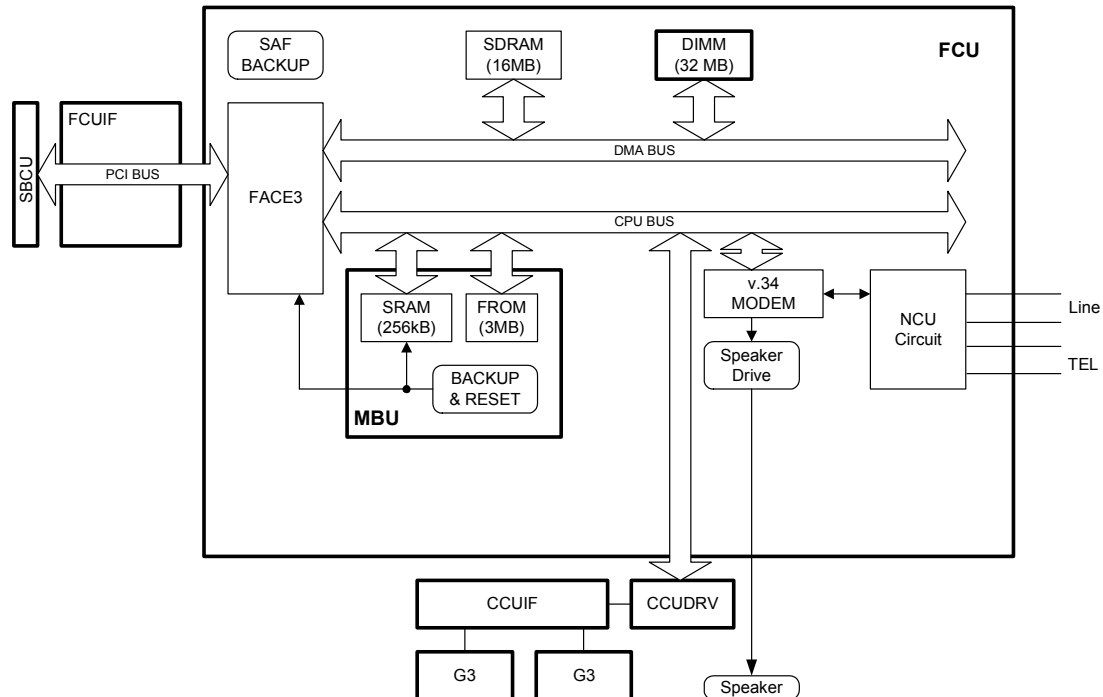 SAF
BACKUP
SDRAM
(16MB)
DIMM
(32 MB)
FCU
FCUIF
SBCU
PCI BUS
FACE3
DMA BUS
CPU BUS
SRAM
(256kB)
FROM
(3MB)
BACKUP
& RESET
MBU
v.34
MODEM
Speaker
Drive
NCU
Circuit
Line
TEL
CCUIF
CCUDRV
G3
G3
Speaker